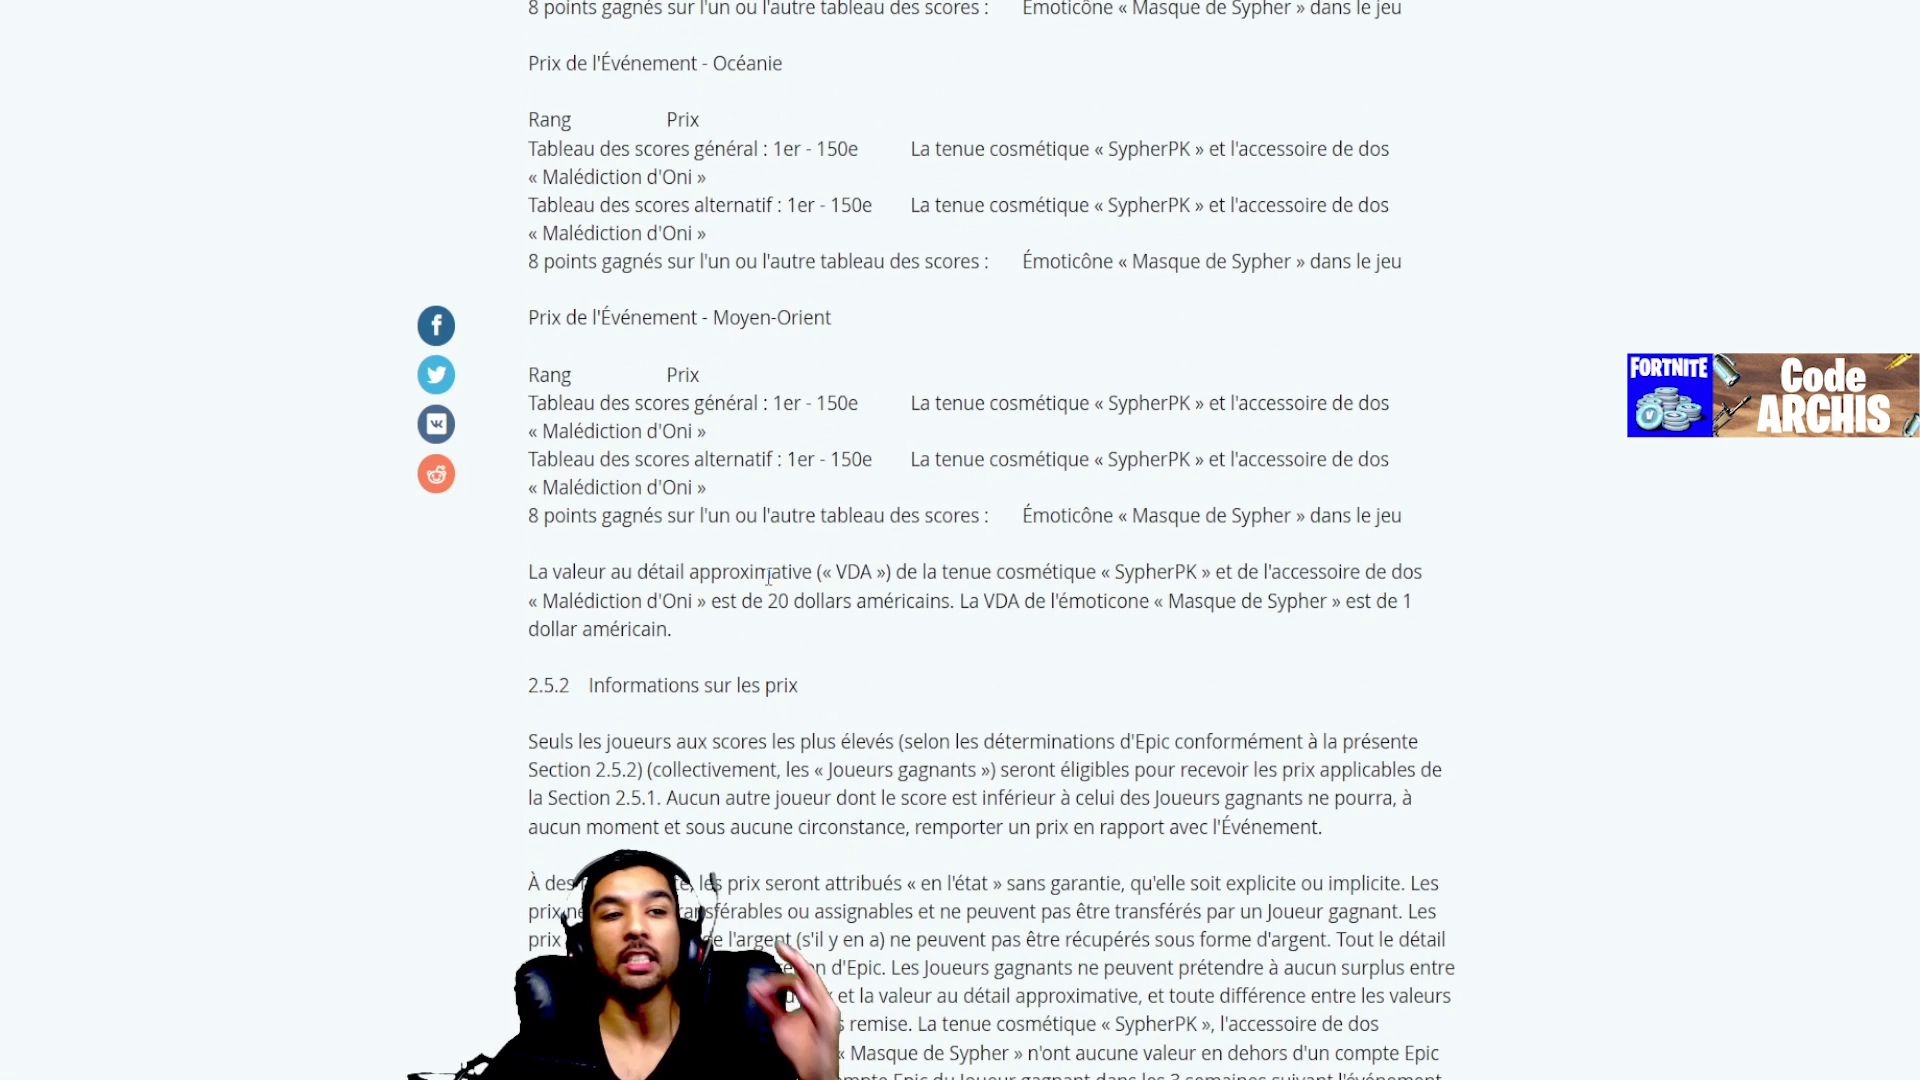 8 points gagnés sur l'un ou l'autre tableau des scores : Émoticône « Masque de Sypher » dans le jeu
Prix de l'Événement - Océanie
Rang Prix
Tableau des scores général : 1er - 150e La tenue cosmétique « SypherPK » et l'accessoire de dos
« Malédiction d'Oni »
Tableau des scores alternatif : 1er - 150e La tenue cosmétique « SypherPK » et l'accessoire de dos
« Malédiction d'Oni »
8 points gagnés sur l'un ou l'autre tableau des scores : Émoticône « Masque de Sypher » dans le jeu
Prix de l'Événement - Moyen-Orient
Rang Prix
Tableau des scores général : 1er - 150e La tenue cosmétique « SypherPK » et l'accessoire de dos
« Malédiction d'Oni »
Tableau des scores alternatif : 1er - 150e La tenue cosmétique « SypherPK » et l'accessoire de dos
« Malédiction d'Oni »
8 points gagnés sur l'un ou l'autre tableau des scores : Émoticône « Masque de Sypher » dans le jeu
FORTNITE
Code
ARCHIS
La valeur au détail approximative (« VDA ») de la tenue cosmétique « SypherPK » et de l'accessoire de dos
« Malédiction d'Oni » est de 20 dollars américains. La VDA de l'émoticone « Masque de Sypher » est de 1
dollar américain.
2.5.2 Informations sur les prix
Seuls les joueurs aux scores les plus élevés (selon les déterminations d'Epic conformément à la présente
Section 2.5.2) (collectivement, les « Joueurs gagnants ») seront éligibles pour recevoir les prix applicables de
la Section 2.5.1. Aucun autre joueur dont le score est inférieur à celui des Joueurs gagnants ne pourra, à
aucun moment et sous aucune circonstance, remporter un prix en rapport avec l'Événement.
À des les prix seront attribués « en l'état » sans garantie, qu'elle soit explicite ou implicite. Les
prix ne ransférables ou assignables et ne peuvent pas être transférés par un Joueur gagnant. Les
prix e l'argent (s'il y en a) ne peuvent pas être récupérés sous forme d'argent. Tout le détail
n d'Epic. Les Joueurs gagnants ne peuvent prétendre à aucun surplus entre
et la valeur au détail approximative, et toute différence entre les valeurs
s remise. La tenue cosmétique « SypherPK », l'accessoire de dos
« Masque de Sypher » n'ont aucune valeur en dehors d'un compte Epic
compte Epic du Joueur gagnant dans les 3 semaines suivant l'événement